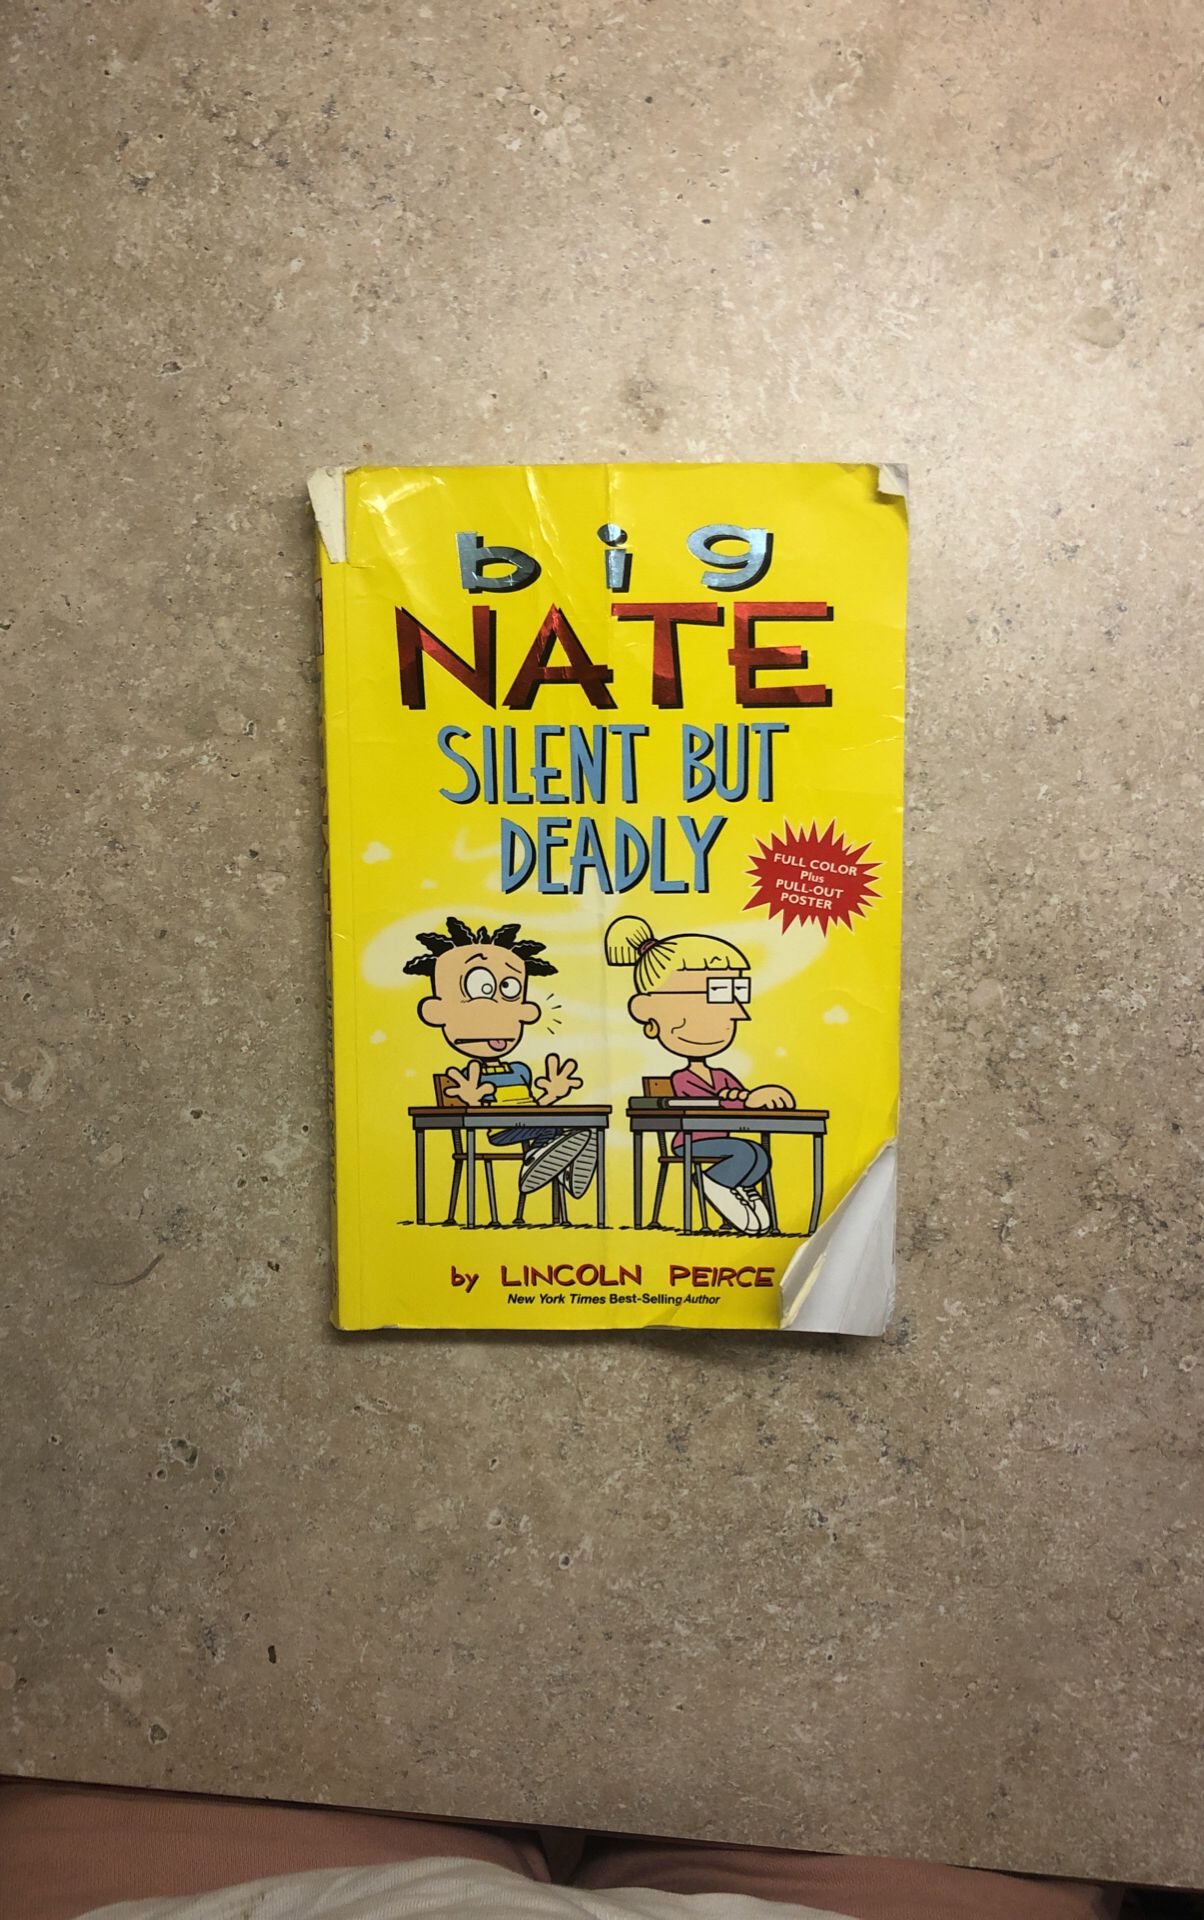 big
NATE
SILENT BUT
DEADLY
FULL COLOR
Plus
PULL-OUT
POSTER
by LINCOLN PEIRCE
New York Times Best-Selling Author